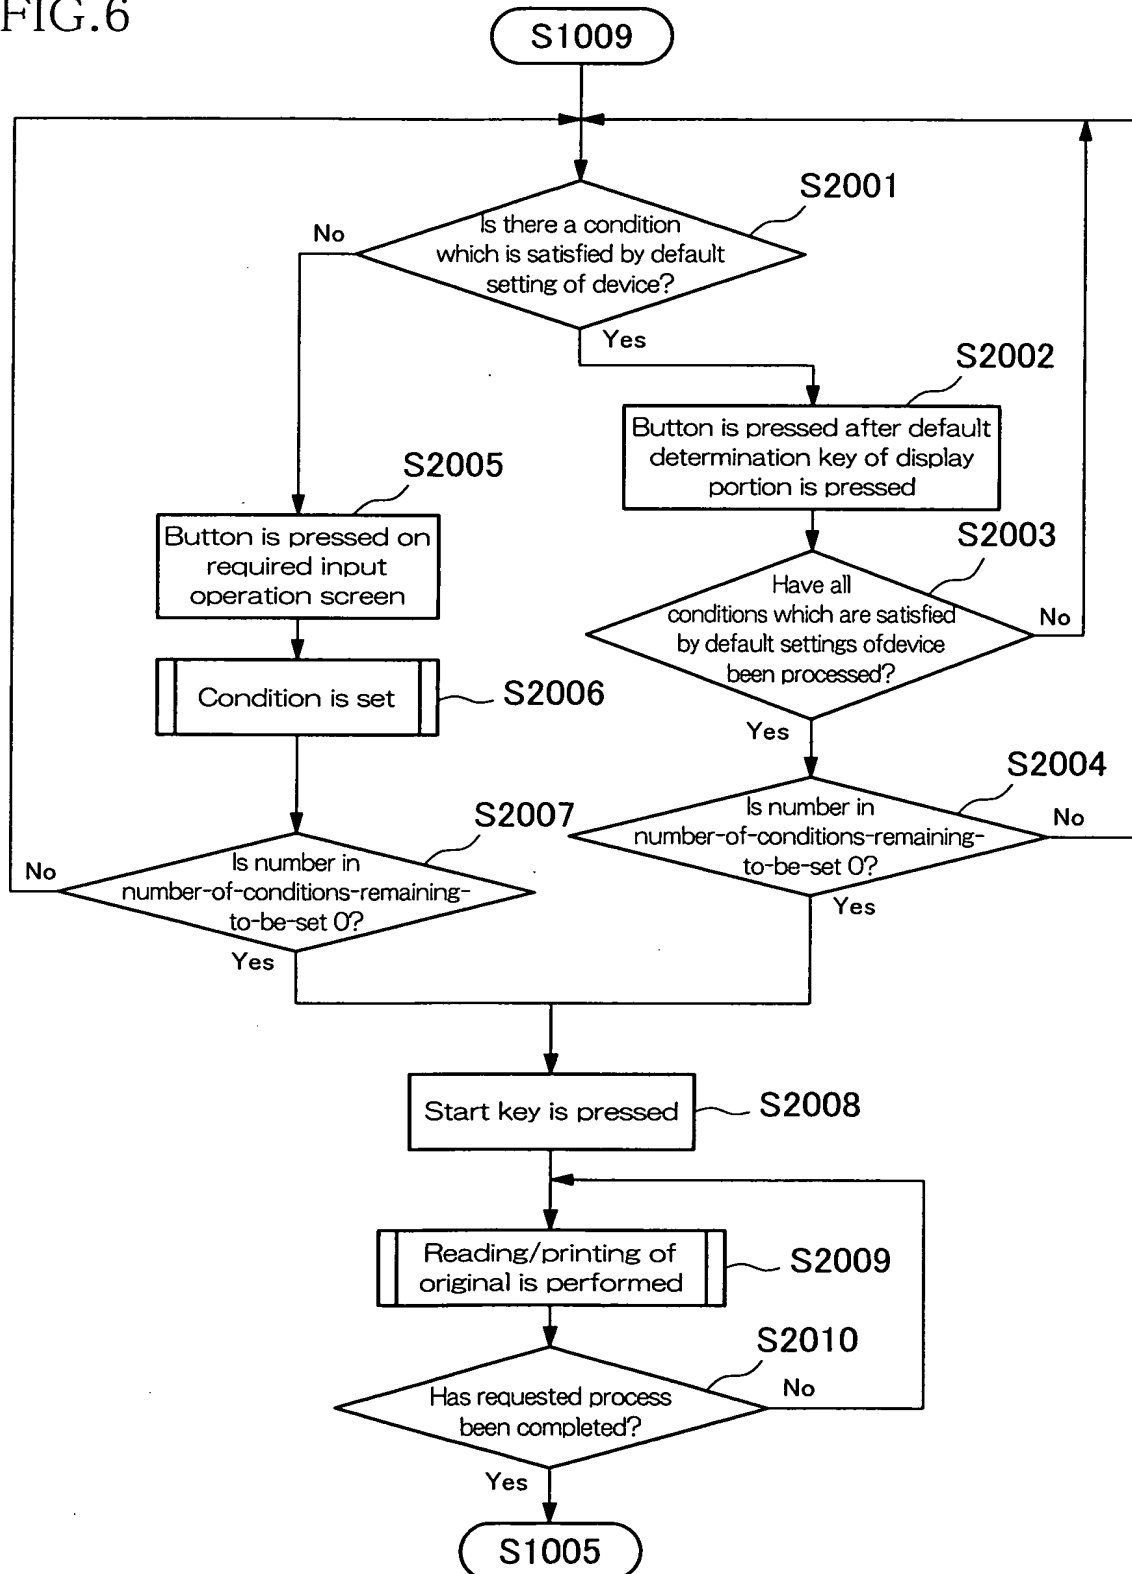 FIG.6
S1009
S2001
Is there a condition
which is satisfied by default
setting of device?
No
Yes
S2002
Button is pressed after default
determination key of display
portion is pressed
S2005
Button is pressed on
required input
operation screen
S2003
Have all
conditions which are satisfied
by default settings ofdevice
been processed?
No
Yes
Condition is set
S2006
S2004
Is number in
number-of-conditions-remaining-
to-be-set 0?
No
Yes
S2007
Is number in
number-of-conditions-remaining-
to-be-set 0?
No
Yes
Start key is pressed
S2008
Reading/printing of
original is performed
S2009
S2010
Has requested process
been completed?
No
Yes
S1005